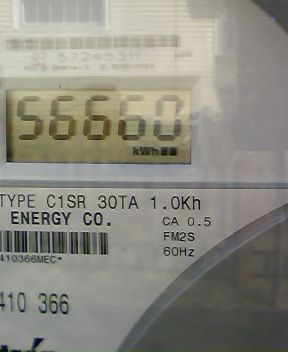 56660
kWh
TYPE C1SR 30TA 1.0Kh
ENERGY CO.
CA 0.5
FM2S
60Hz
410366MEC*
410 366